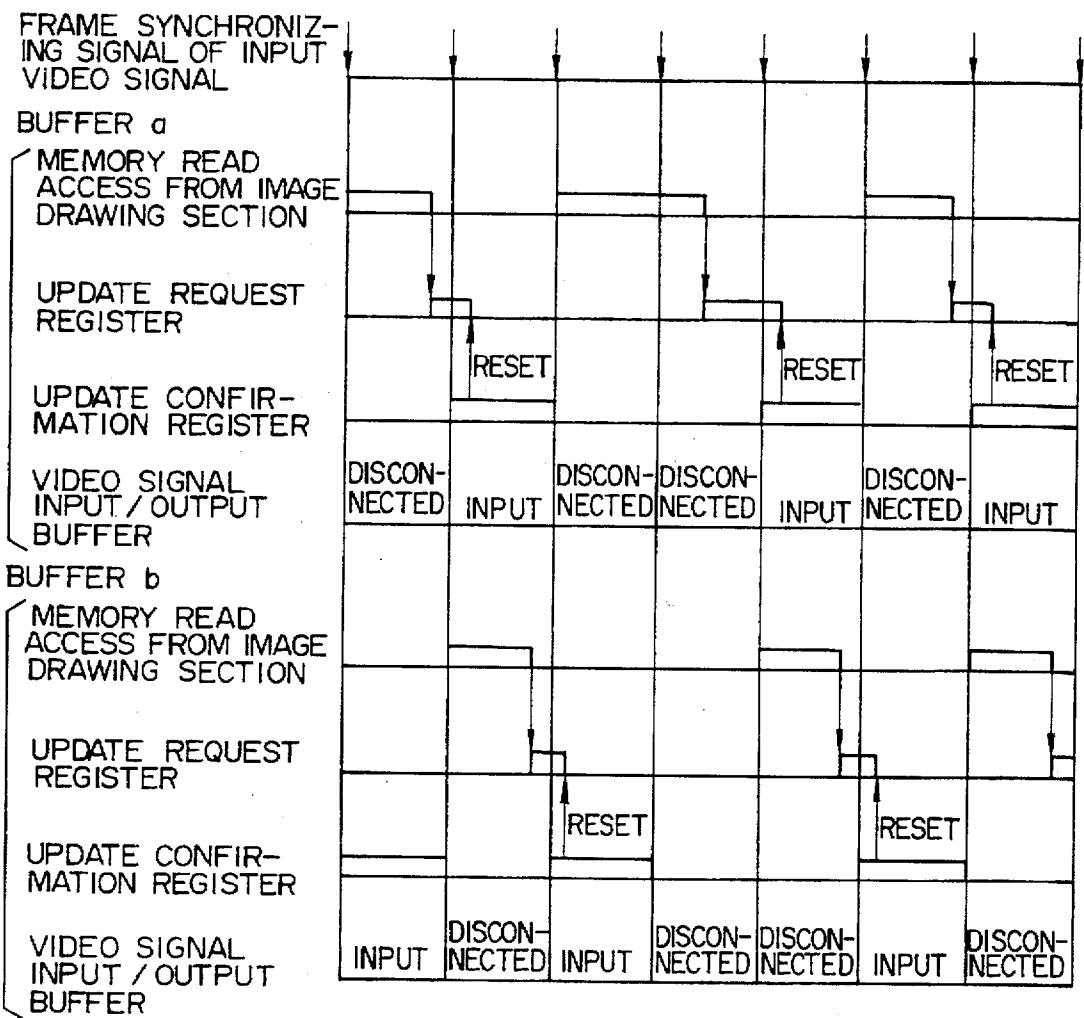 FRAME SYNCHRONIZ-
ING SIGNAL OF INPUT
VIDEO SIGNAL
BUFFER a
MEMORY READ
ACCESS FROM IMAGE
DRAWING SECTION
UPDATE REQUEST
REGISTER
RESET RESET RESET
UPDATE CONFIR-
MATION REGISTER
VIDEO SIGNAL
INPUT/OUTPUT
BUFFER
DISCON-
NECTED
INPUT
DISCON-
NECTED
DISCON-
NECTED
INPUT
DISCON-
NECTED
INPUT
BUFFER b
MEMORY READ
ACCESS FROM IMAGE
DRAWING SECTION
UPDATE REQUEST
REGISTER
RESET RESET
UPDATE CONFIR-
MATION REGISTER
VIDEO SIGNAL
INPUT/OUTPUT
BUFFER
INPUT
DISCON-
NECTED
INPUT
DISCON-
NECTED
DISCON-
NECTED
INPUT
DISCON-
NECTED